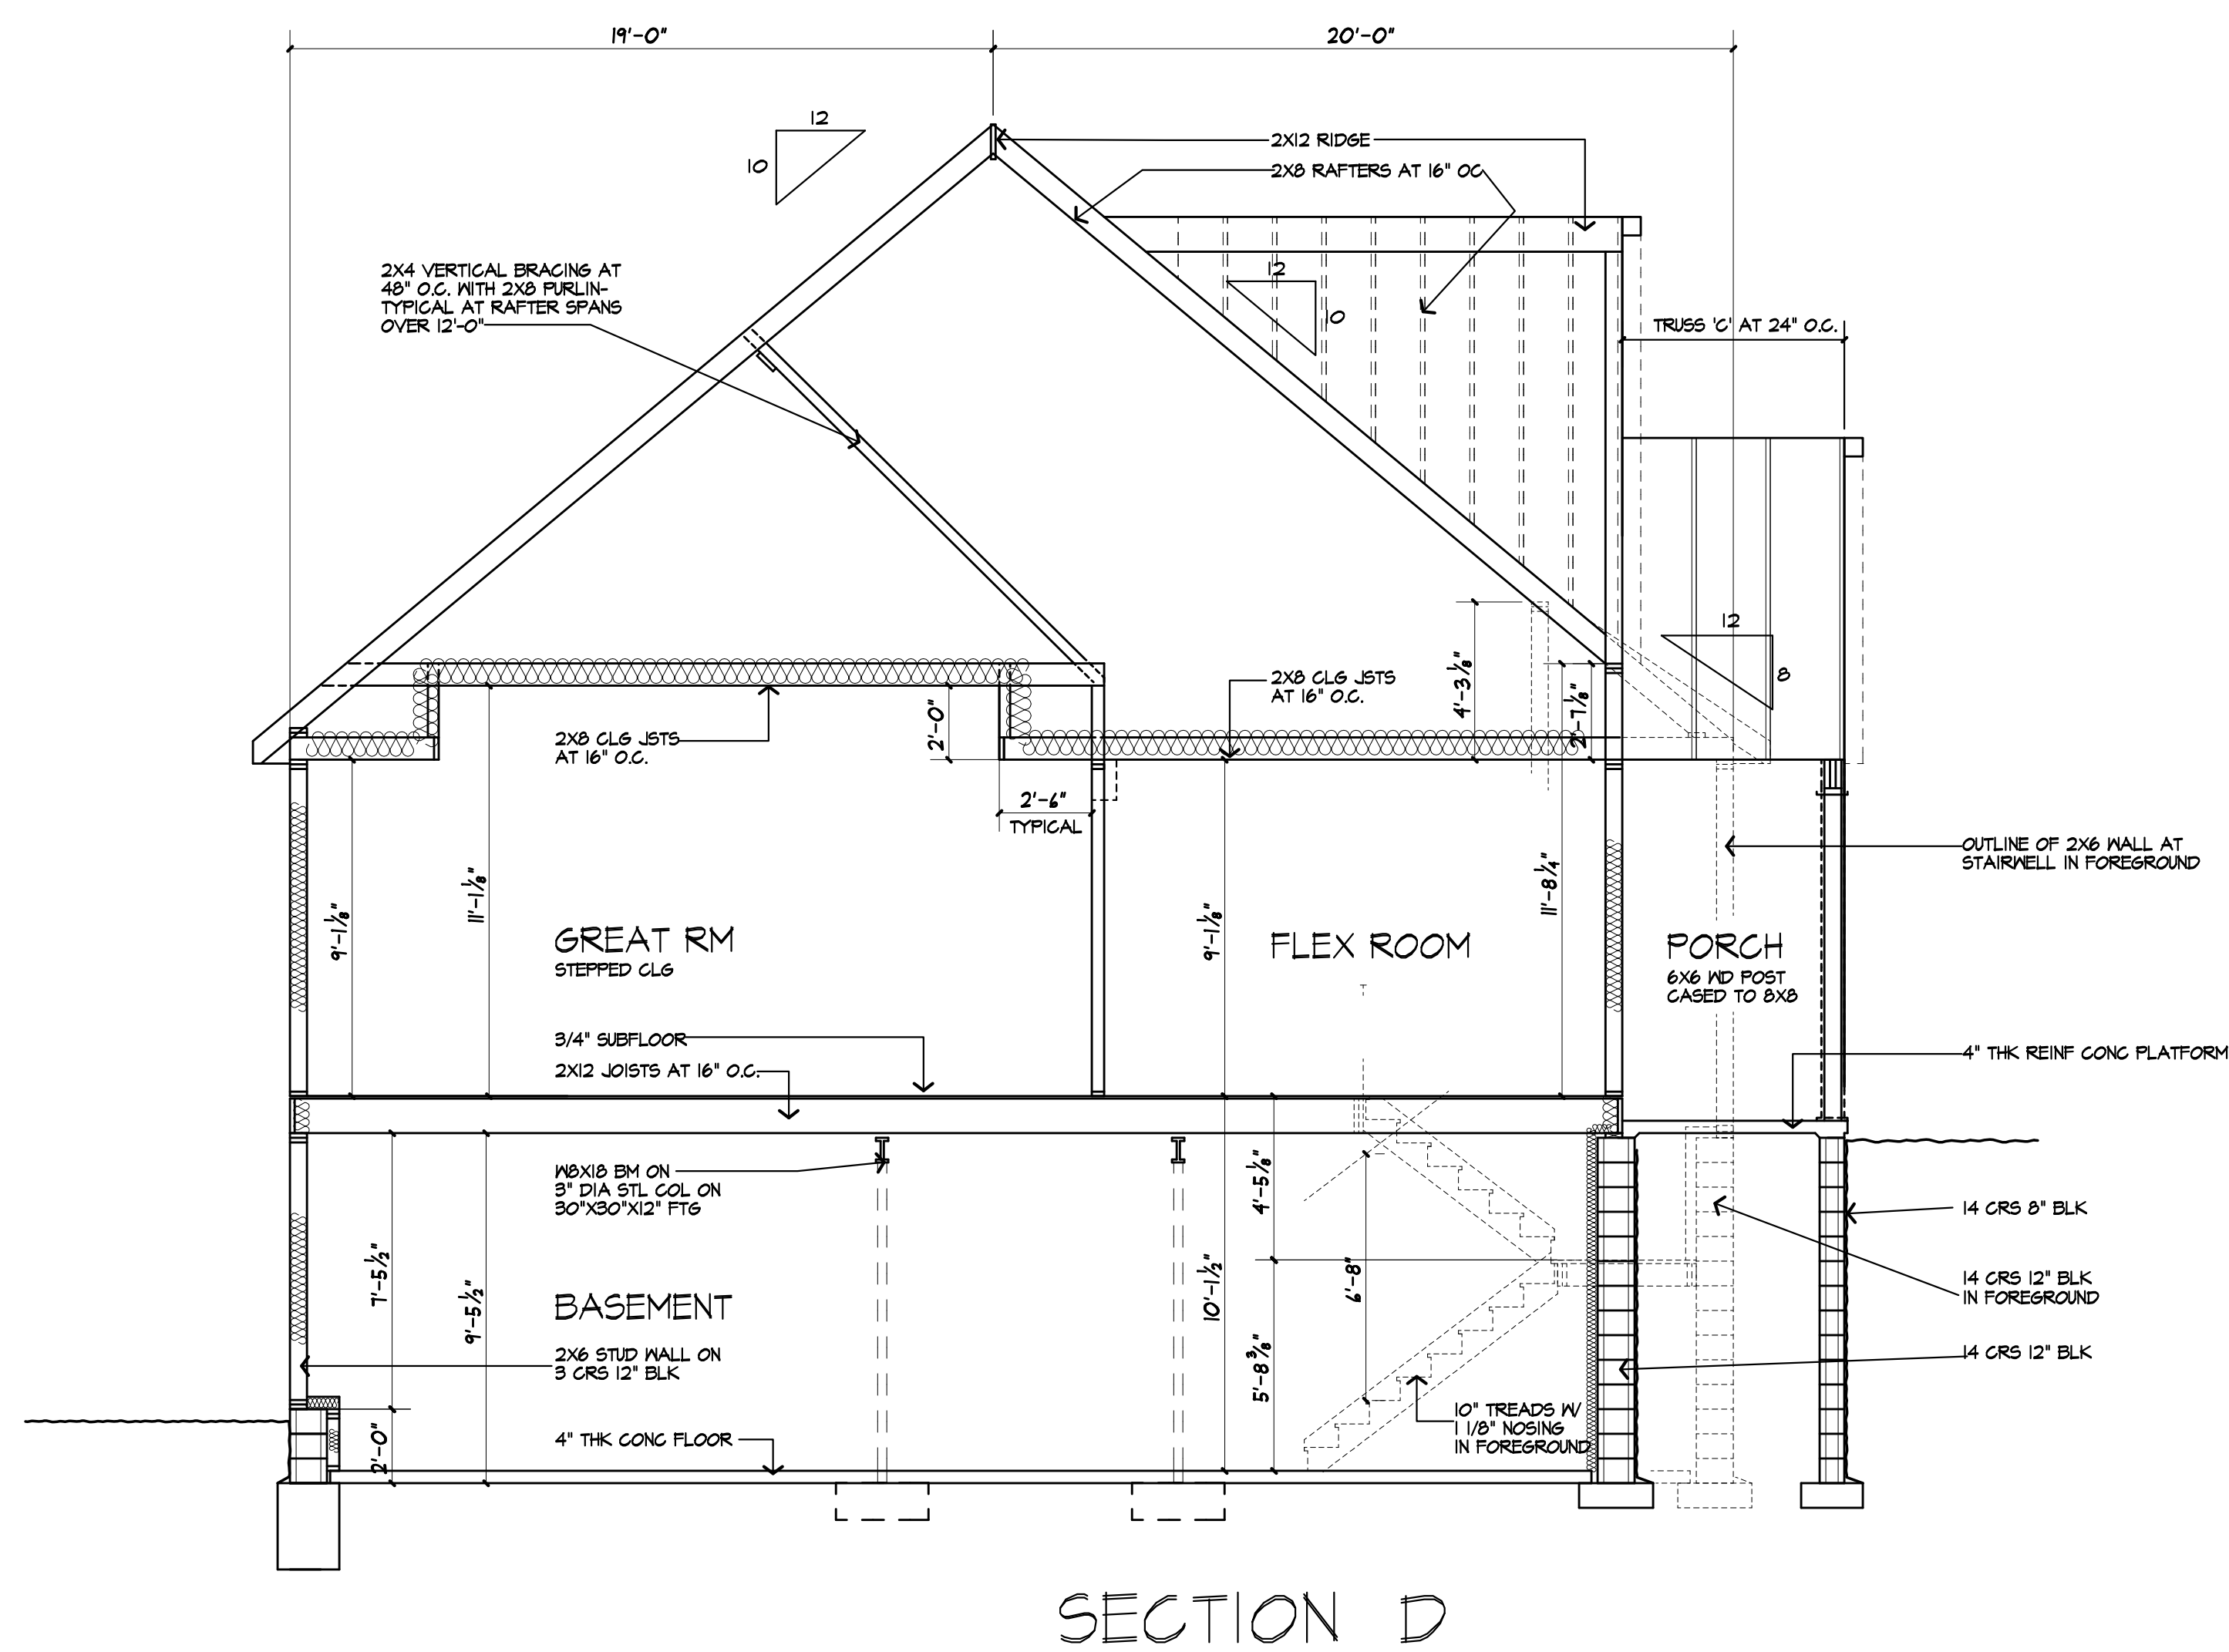 19'-0"
20'-0"
12
10
2X12 RIDGE
2X8 RAFTERS AT 16" OC
2X4 VERTICAL BRACING AT
48" O.C. WITH 2X8 PURLIN-
TYPICAL AT RAFTER SPANS
OVER 12'-0"
12
10
TRUSS 'C' AT 24" O.C.
12
8
2X8 CLG JSTS
AT 16" O.C.
2'-0"
2X8 CLG JSTS
AT 16" O.C.
4'-3 1/8"
2'-7 1/8"
2'-6"
TYPICAL
OUTLINE OF 2X6 WALL AT
STAIRWELL IN FOREGROUND
9'-1 1/8"
11'-1 1/8"
GREAT RM
STEPPED CLG
9'-1 1/8"
FLEX ROOM
11'-8 1/4"
PORCH
6X6 WD POST
CASED TO 8X8
3/4" SUBFLOOR
2X12 JOISTS AT 16" O.C.
4" THK REINF CONC PLATFORM
W8X18 BM ON
3" DIA STL COL ON
30"X30"X12" FTG
4'-5 1/8"
14 CRS 8" BLK
7'-5 1/2"
9'-5 1/2"
BASEMENT
10'-1 1/2"
6'-8"
14 CRS 12" BLK
IN FOREGROUND
2X6 STUD WALL ON
3 CRS 12" BLK
5'-8 3/8"
14 CRS 12" BLK
10" TREADS W/
1 1/8" NOSING
IN FOREGROUND
2'-0"
4" THK CONC FLOOR
SECTION D